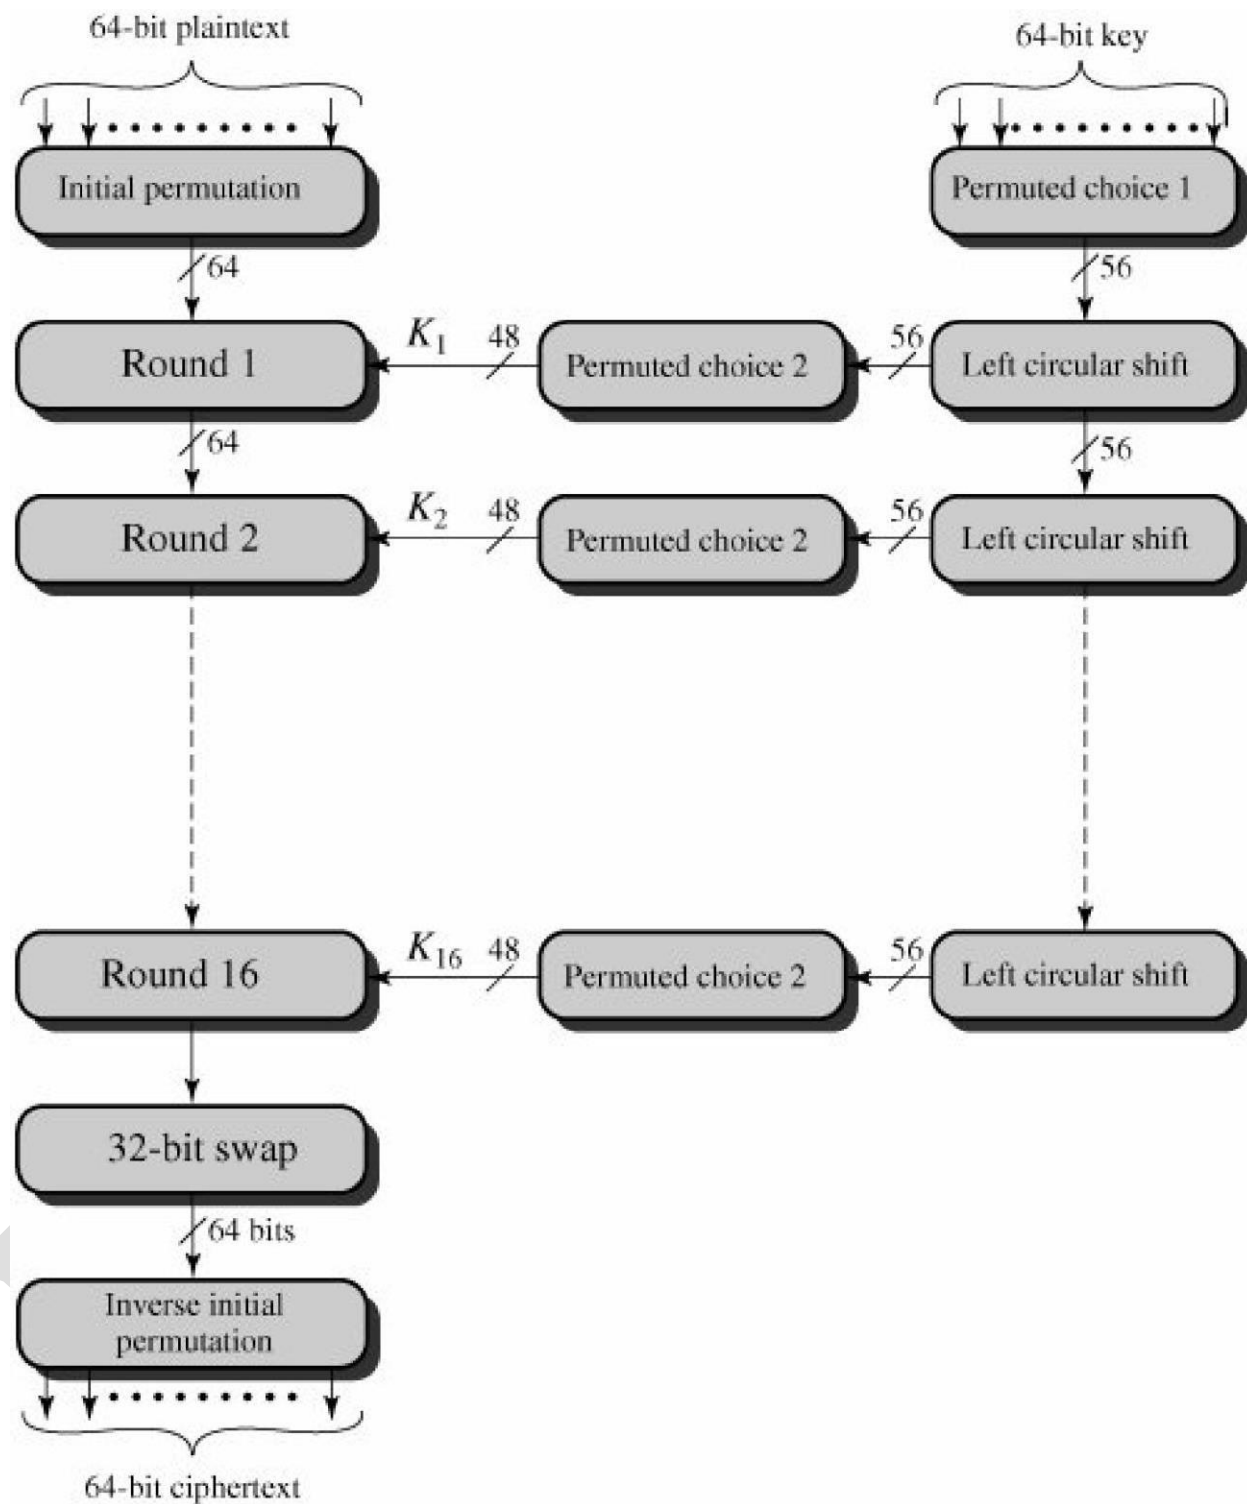 64-bit plaintext
64-bit key
Initial permutation
Permuted choice 1
64
56
Round 1
K1
48
Permuted choice 2
56
Left circular shift
64
56
Round 2
K2
48
Permuted choice 2
56
Left circular shift
Round 16
K16
48
Permuted choice 2
56
Left circular shift
32-bit swap
64 bits
Inverse initial
permutation
64-bit ciphertext